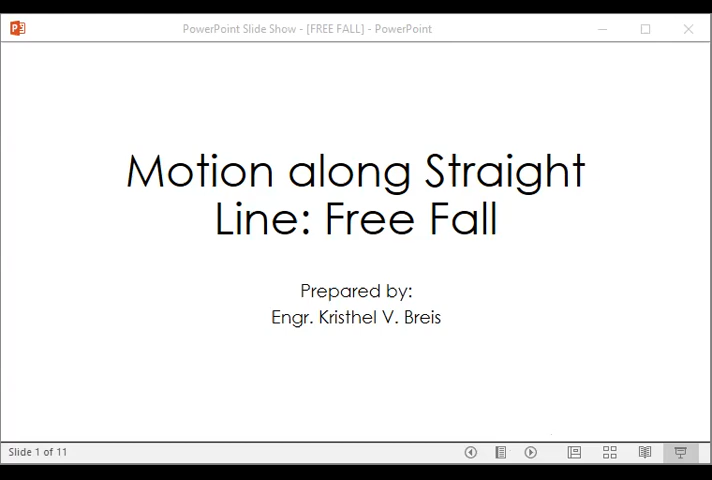 PowerPoint Slide Show - [FREE FALL] - PowerPoint
Motion along Straight
Line: Free Fall
Prepared by:
Engr. Kristhel V. Breis
Slide 1 of 11